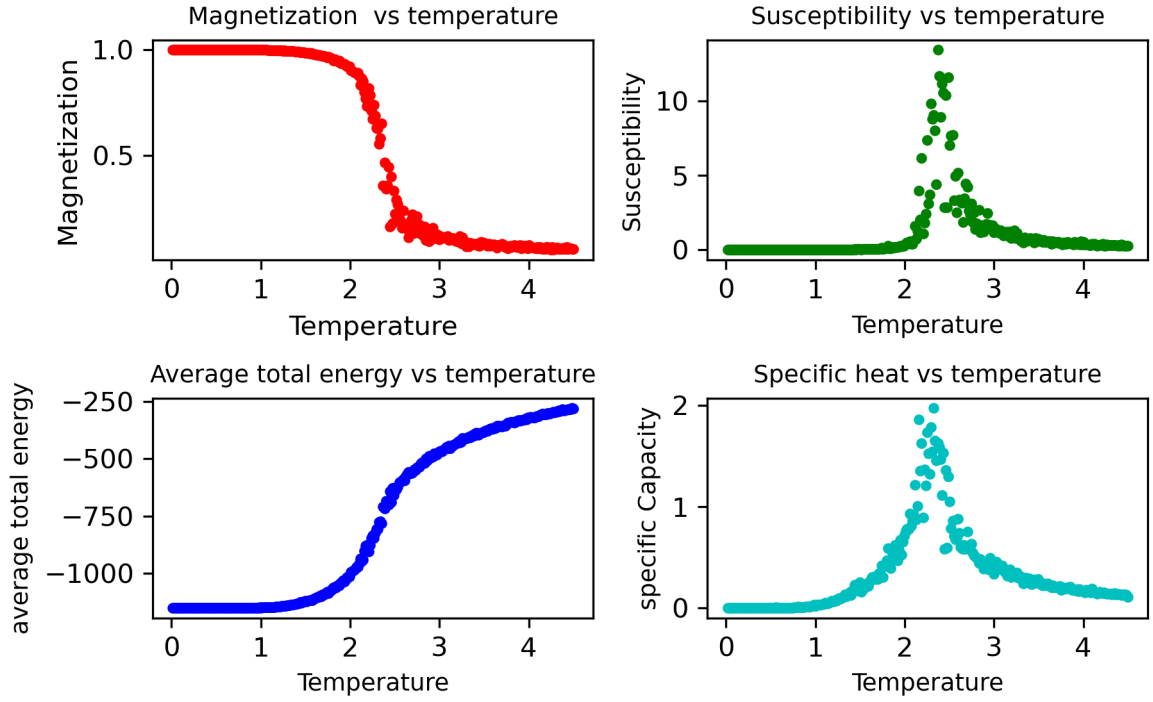 Magnetization  vs temperature
Magnetization
1.0
0.5
0 1 2 3 4
Temperature
Susceptibility vs temperature
Susceptibility
10
5
0
0 1 2 3 4
Temperature
Average total energy vs temperature
average total energy
−250
−500
−750
−1000
0 1 2 3 4
Temperature
Specific heat vs temperature
specific Capacity
2
1
0
0 1 2 3 4
Temperature